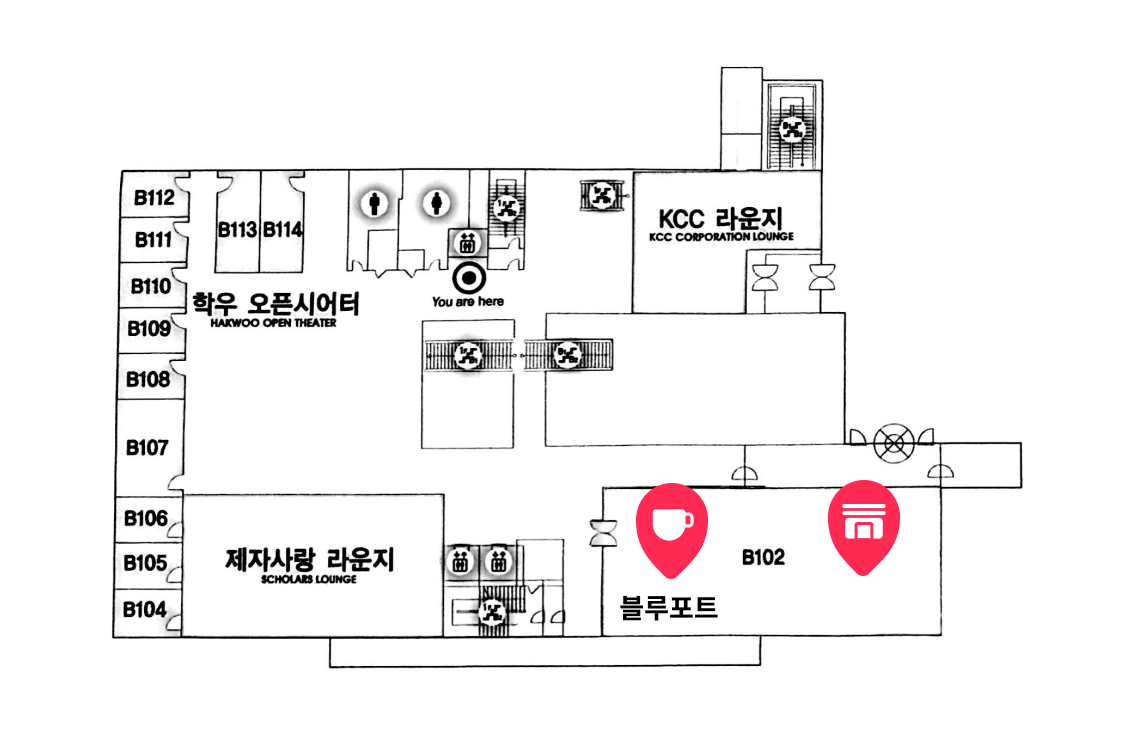 B112
B111
B110
B109
B108
B107
B106
B105
B104
B113
B114
학우 오픈시어터
HAKWOO OPEN THEATER
You are here
KCC 라운지
KCC CORPORATION LOUNGE
제자사랑 라운지
SCHOLARS LOUNGE
B102
블루포트